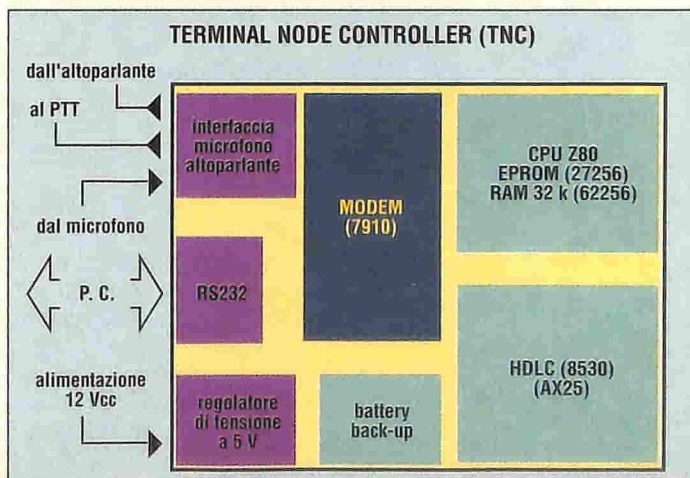 TERMINAL NODE CONTROLLER (TNC)
dall'altoparlante
al PTT
dal microfono
P. C.
alimentazione
12 Vcc
interfaccia
microfono
altoparlante
RS232
regolatore
di tensione
a 5 V
MODEM
(7910)
battery
back-up
CPU Z80
EPROM (27256)
RAM 32 k (62256)
HDLC (8530)
(AX25)